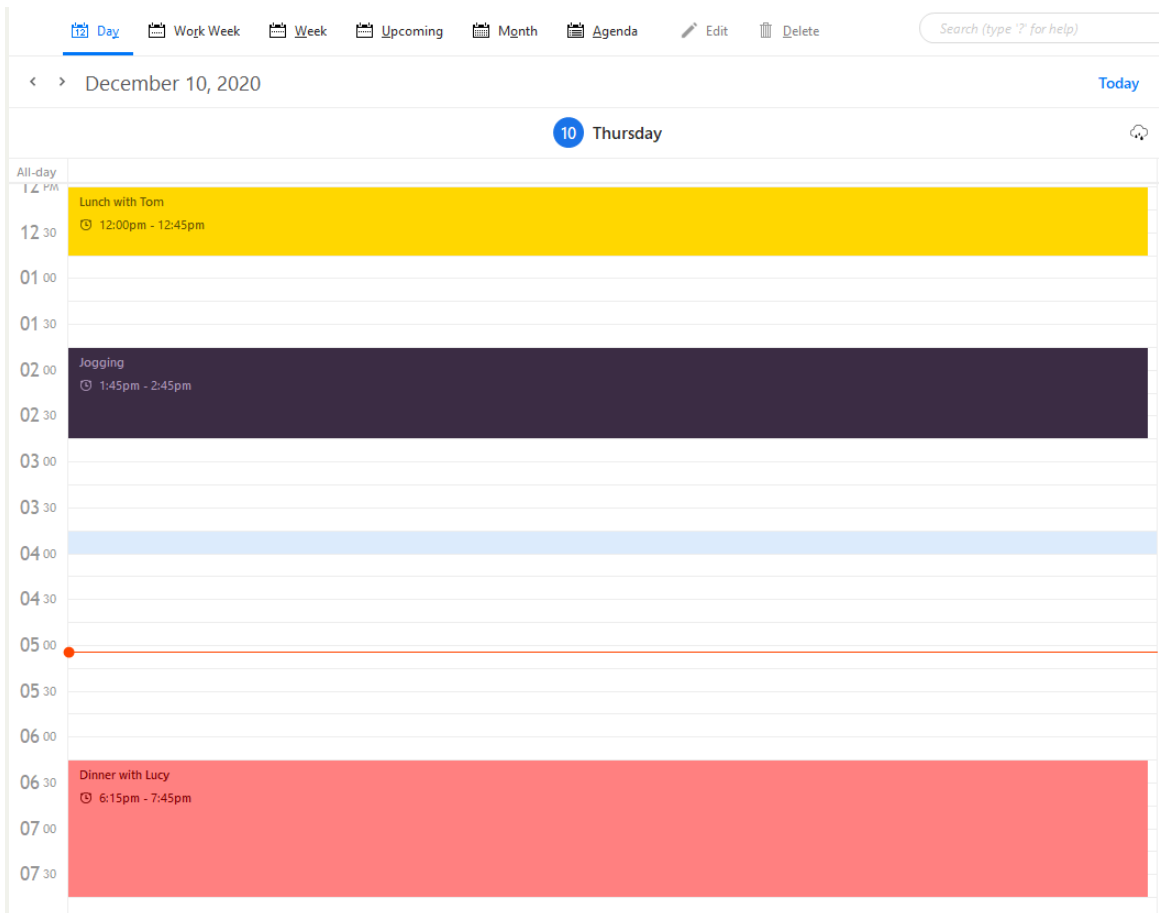 12 Day Work Week Week Upcoming Month Agenda Edit Delete Search (type '?' for help)
December 10, 2020 Today
10 Thursday
All-day
12 PM
Lunch with Tom
12:00pm - 12:45pm
12 30
01 00
01 30
Jogging
02 00
1:45pm - 2:45pm
02 30
03 00
03 30
04 00
04 30
05 00
05 30
06 00
Dinner with Lucy
06 30
6:15pm - 7:45pm
07 00
07 30